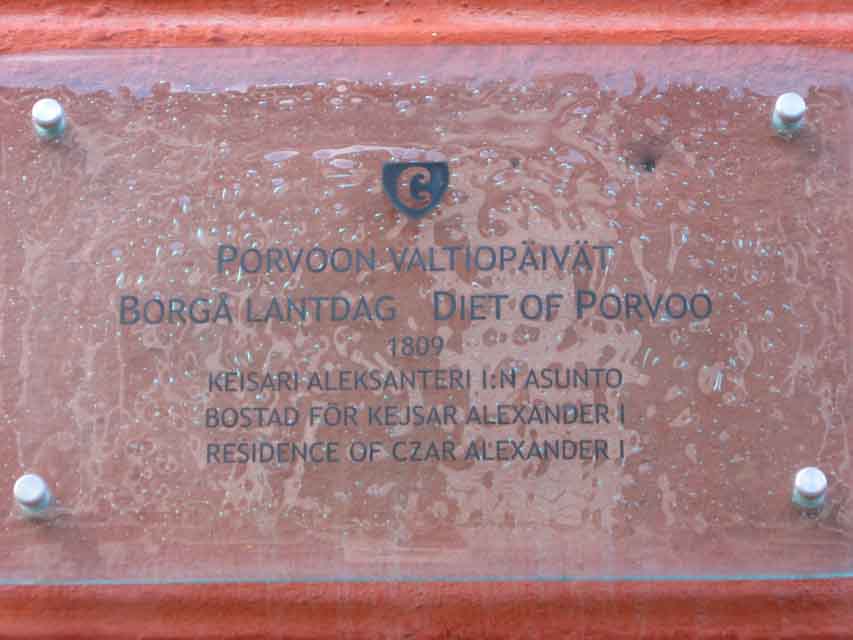 C
PORVOON VALTIOPÄIVÄT
BORGÅ LANTDAG DIET OF PORVOO
1809
KEISARI ALEKSANTERI I:N ASUNTO
BOSTAD FÖR KEJSAR ALEXANDER I
RESIDENCE OF CZAR ALEXANDER I